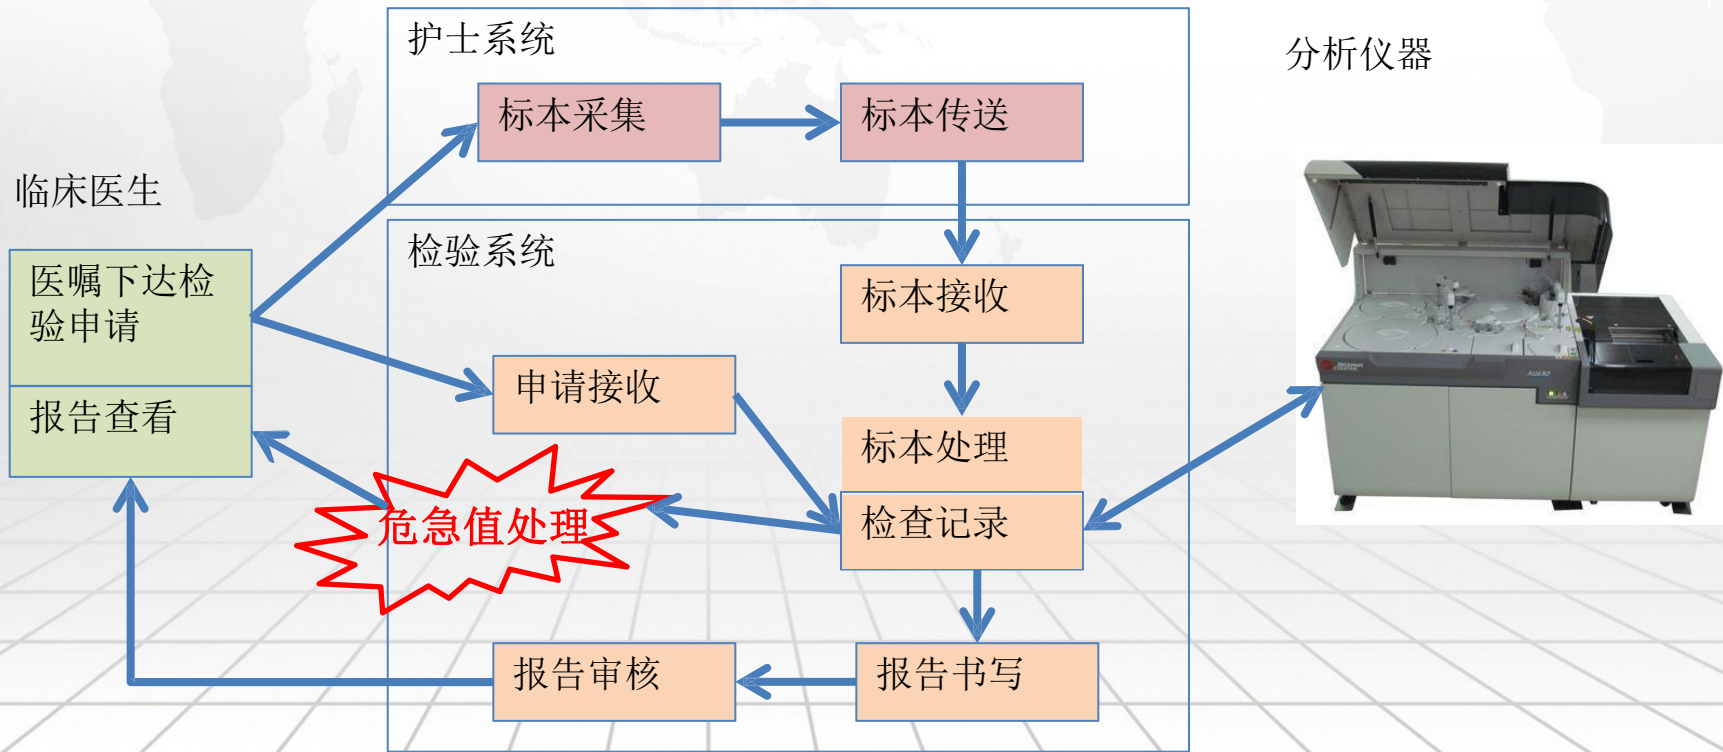 护士系统
分析仪器
标本采集
标本传送
临床医生
检验系统
医嘱下达检
验申请
标本接收
申请接收
报告查看
标本处理
危急值处理
检查记录
报告审核
报告书写
BECKMAN
COULTER
AU680